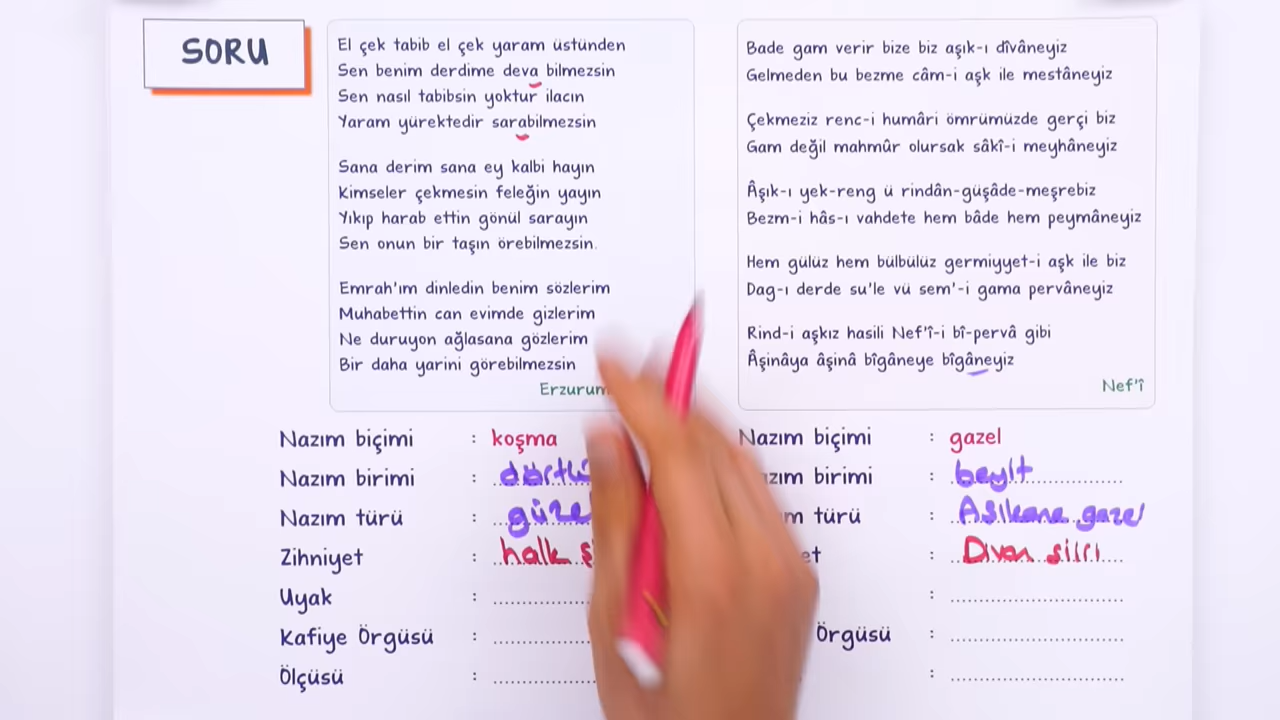 SORU
El çek tabib el çek yaram üstünden
Sen benim derdime deva bilmezsin
Sen nasıl tabibsin yoktur ilacın
Yaram yürektedir sarabilmezsin
Sana derim sana ey kalbi hayın
Kimseler çekmesin feleğin yayın
Yıkıp harab ettin gönül sarayın
Sen onun bir taşın örebilmezsin.
Emrah'ım dinledin benim sözlerim
Muhabettin can evimde gizlerim
Ne duruyon ağlasana gözlerim
Bir daha yarini görebilmezsin
Nazım biçimi : koşma
Nazım birimi :
Nazım türü :
Zihniyet : halk
Uyak :
Kafiye Örgüsü :
Ölçüsü :
Bade gam verir bize biz aşık-ı dîvâneyiz
Gelmeden bu bezme câm-i aşk ile mestâneyiz
Çekmeziz renc-i humâri ömrümüzde gerçi biz
Gam değil mahmûr olursak sâkî-i meyhâneyiz
Âşık-ı yek-reng ü rindân-güşâde-meşrebiz
Bezm-i hâs-ı vahdete hem bâde hem peymâneyiz
Hem gülüz hem bülbülüz germiyyet-i aşk ile biz
Dag-ı derde su'le vü sem'-i gama pervâneyiz
Rind-i aşkız hasili Nef'î-i bî-pervâ gibi
Âşinâya âşinâ bîgâneye bîgâneyiz
Nef'î
Nazım biçimi : gazel
: beyit
türü : Aşıkane gazel
: Divan şiiri
:
Örgüsü :
: